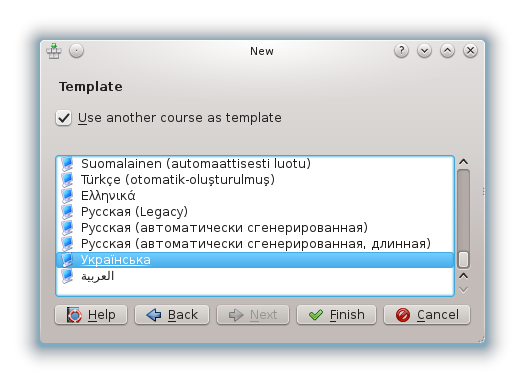 New
Template
Use another course as template
Suomalainen (automaattisesti luotu)
Türkçe (otomatik-oluşturulmuş)
Ελληνικά
Русская (Legacy)
Русская (автоматически сгенерированная)
Русская (автоматически сгенерированная, длинная)
Українська
العربية
Help Back Next Finish Cancel